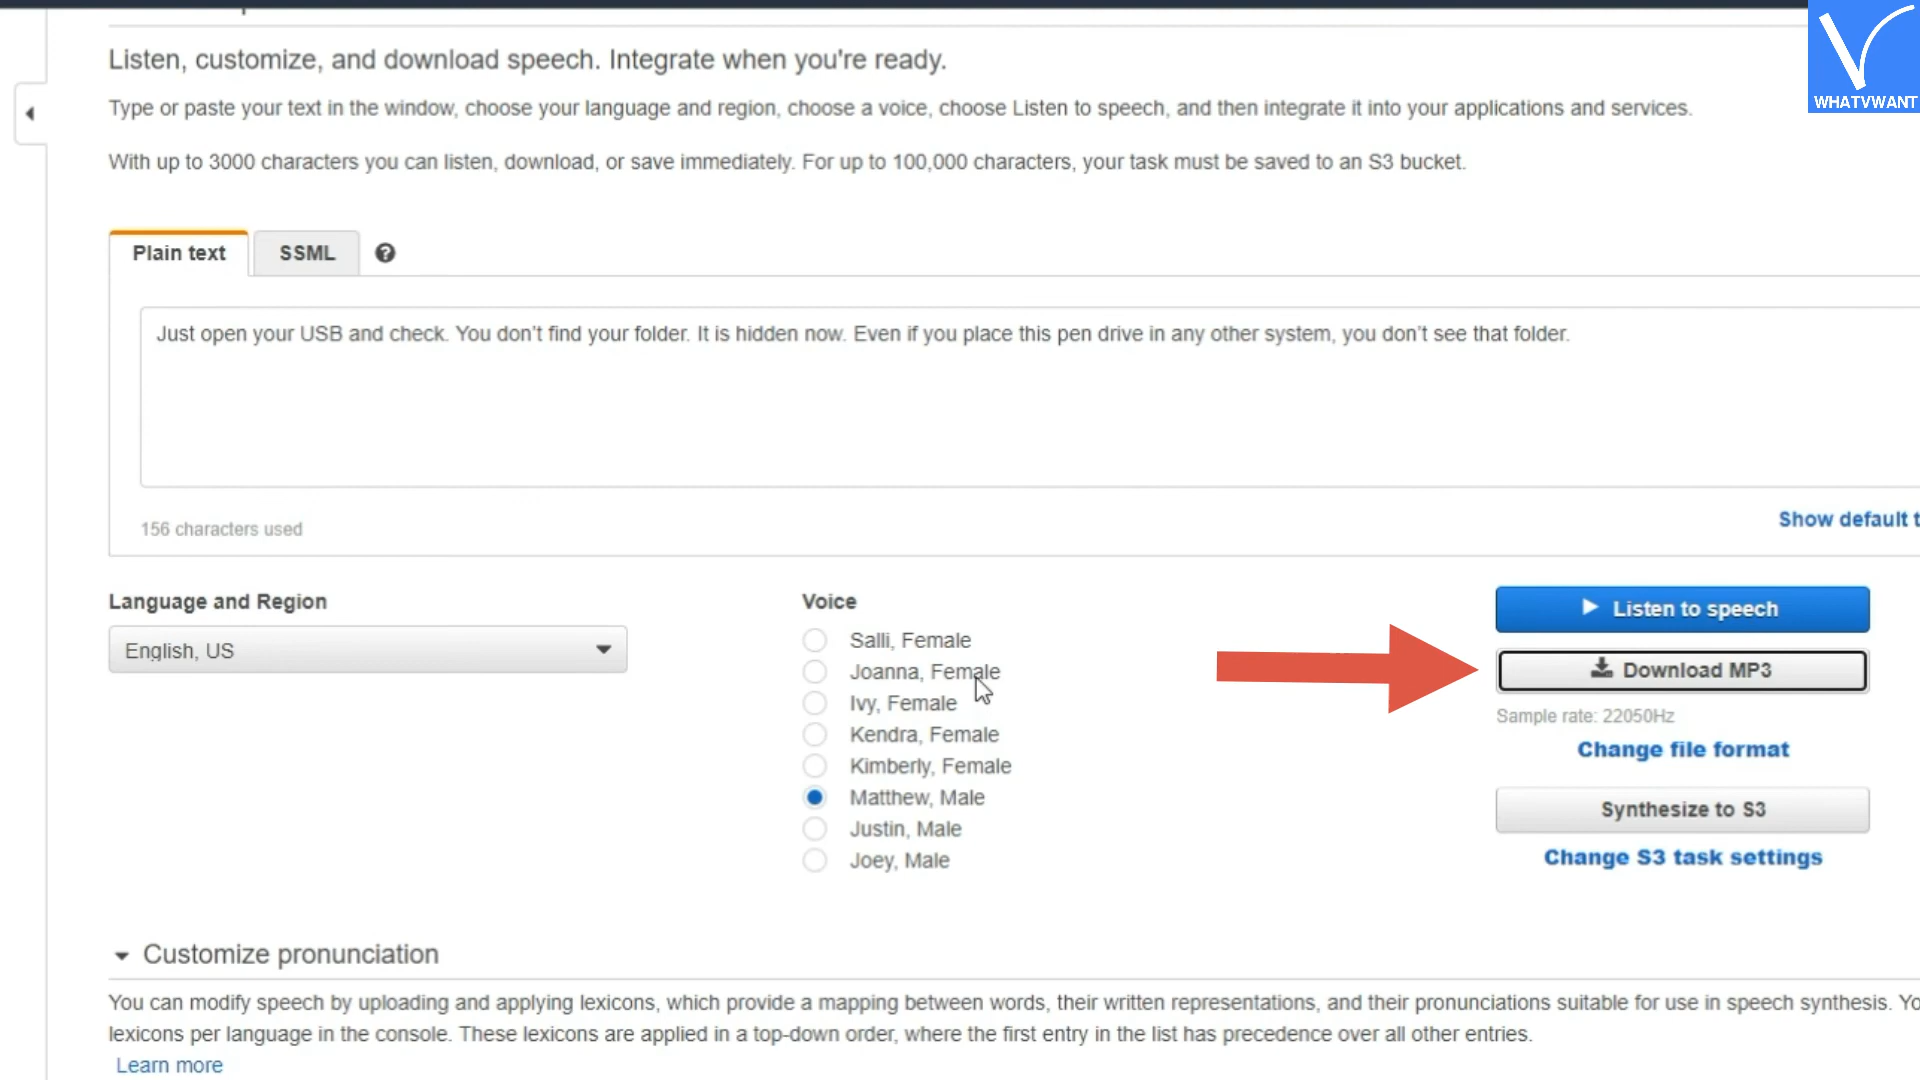 WHATVWANT
Listen, customize, and download speech. Integrate when you're ready.
Type or paste your text in the window, choose your language and region, choose a voice, choose Listen to speech, and then integrate it into your applications and services.
With up to 3000 characters you can listen, download, or save immediately. For up to 100,000 characters, your task must be saved to an S3 bucket.
Plain text SSML ?
Just open your USB and check. You don't find your folder. It is hidden now. Even if you place this pen drive in any other system, you don't see that folder.
156 characters used
Show default
Language and Region
English, US
Voice
Salli, Female
Joanna, Female
Ivy, Female
Kendra, Female
Kimberly, Female
Matthew, Male
Justin, Male
Joey, Male
Listen to speech
Download MP3
Sample rate: 22050Hz
Change file format
Synthesize to S3
Change S3 task settings
Customize pronunciation
You can modify speech by uploading and applying lexicons, which provide a mapping between words, their written representations, and their pronunciations suitable for use in speech synthesis.
lexicons per language in the console. These lexicons are applied in a top-down order, where the first entry in the list has precedence over all other entries.
Learn more